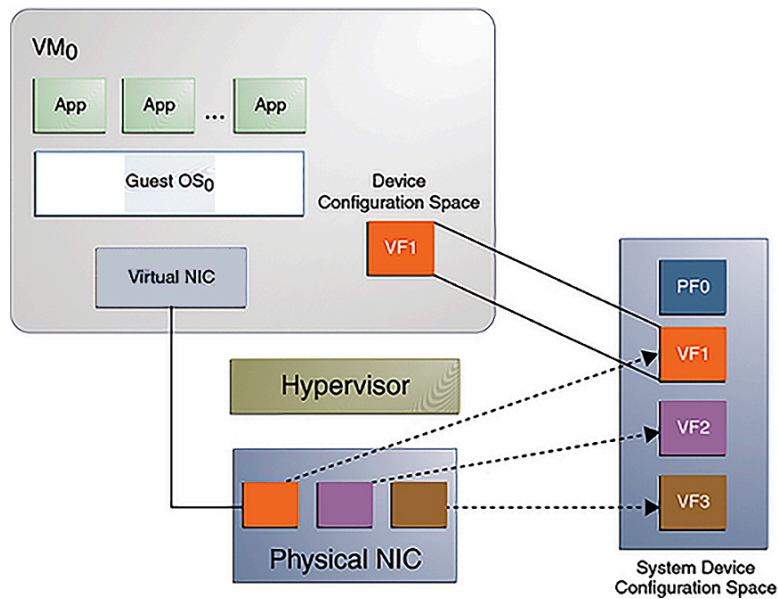 VM0
App
App
...
App
Guest OS0
Device
Configuration Space
VF1
Virtual NIC
PF0
VF1
VF2
VF3
Hypervisor
Physical NIC
System Device
Configuration Space